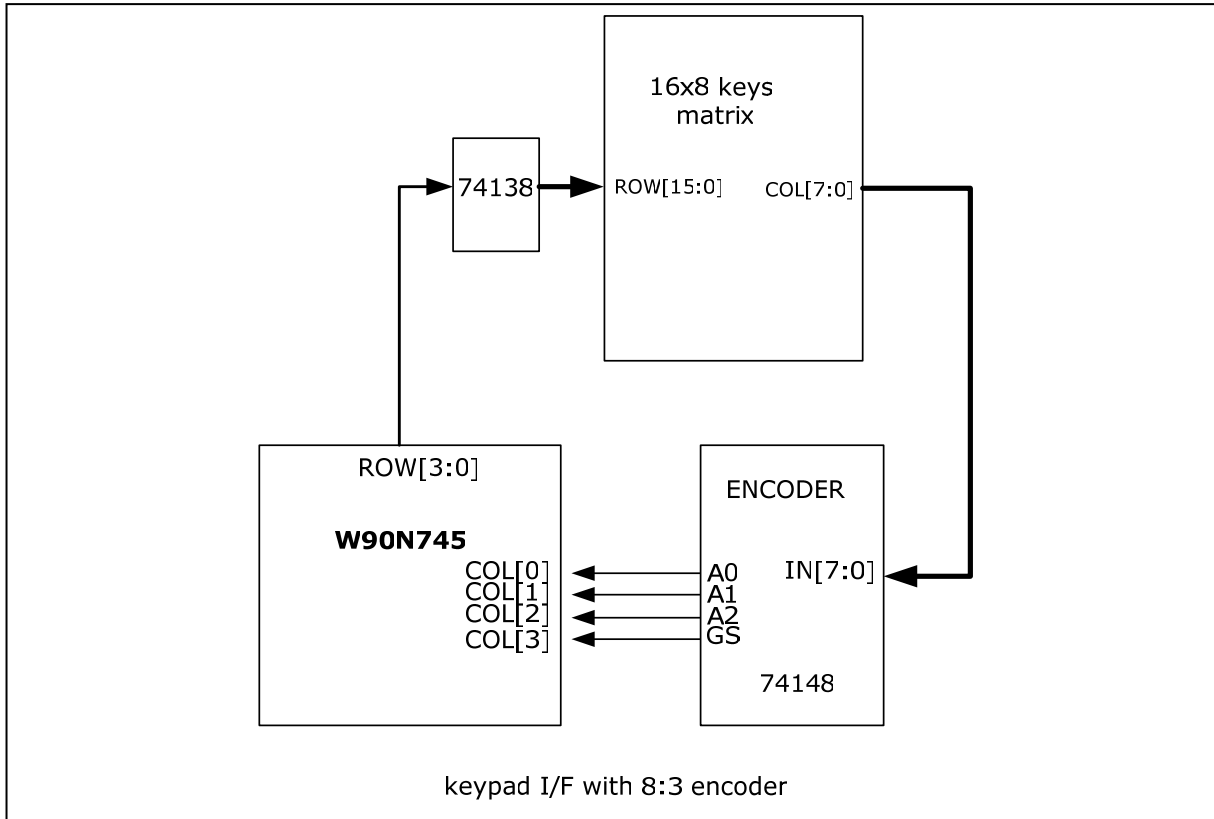 16x8 keys
matrix
74138
ROW[15:0]
COL[7:0]
ROW[3:0]
W90N745
COL[0]
COL[1]
COL[2]
COL[3]
ENCODER
A0
A1
A2
GS
IN[7:0]
74148
keypad I/F with 8:3 encoder